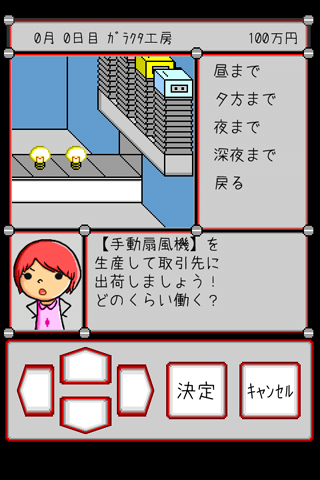 0月 0日目 ｶﾞﾗｸﾀ工房 100万円
昼まで
夕方まで
夜まで
深夜まで
戻る
【手動扇風機】を
生産して取引先に
出荷しましょう！
どのくらい働く？
決定
ｷｬﾝｾﾙ